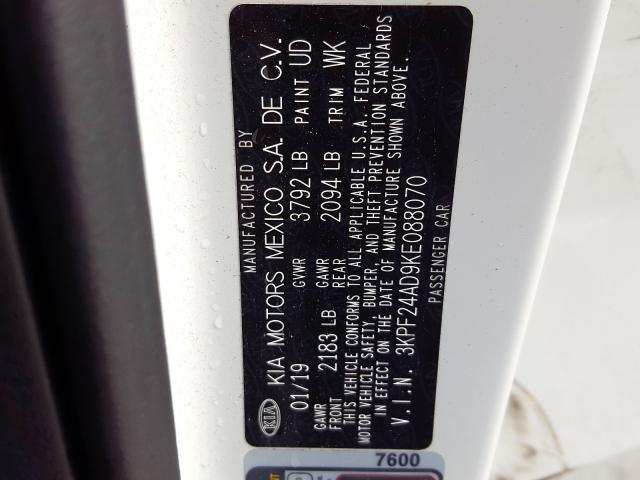 MANUFACTURED BY
KIA KIA MOTORS MEXICO S.A. DE C.V.
01/19 GVWR 3792 LB PAINT UD
GAWR FRONT 2183 LB GAWR REAR 2094 LB TRIM WK
THIS VEHICLE CONFORMS TO ALL APPLICABLE U.S.A. FEDERAL
MOTOR VEHICLE SAFETY, BUMPER, AND THEFT PREVENTION STANDARDS
IN EFFECT ON THE DATE OF MANUFACTURE SHOWN ABOVE.
V.I.N. 3KPF24AD9KE088070
PASSENGER CAR
7600